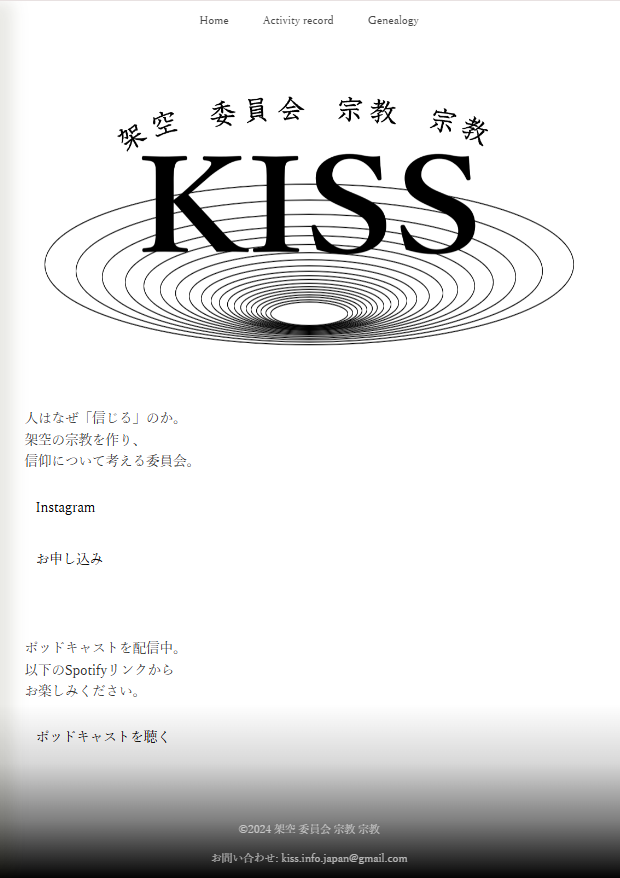 Home Activity record Genealogy
架空 委員会 宗教 宗教
KISS
人はなぜ「信じる」のか。
架空の宗教を作り、
信仰について考える委員会。
Instagram
お申し込み
ポッドキャストを配信中。
以下のSpotifyリンクから
お楽しみください。
ポッドキャストを聴く
©2024 架空 委員会 宗教 宗教
お問い合わせ: kiss.info.japan@gmail.com